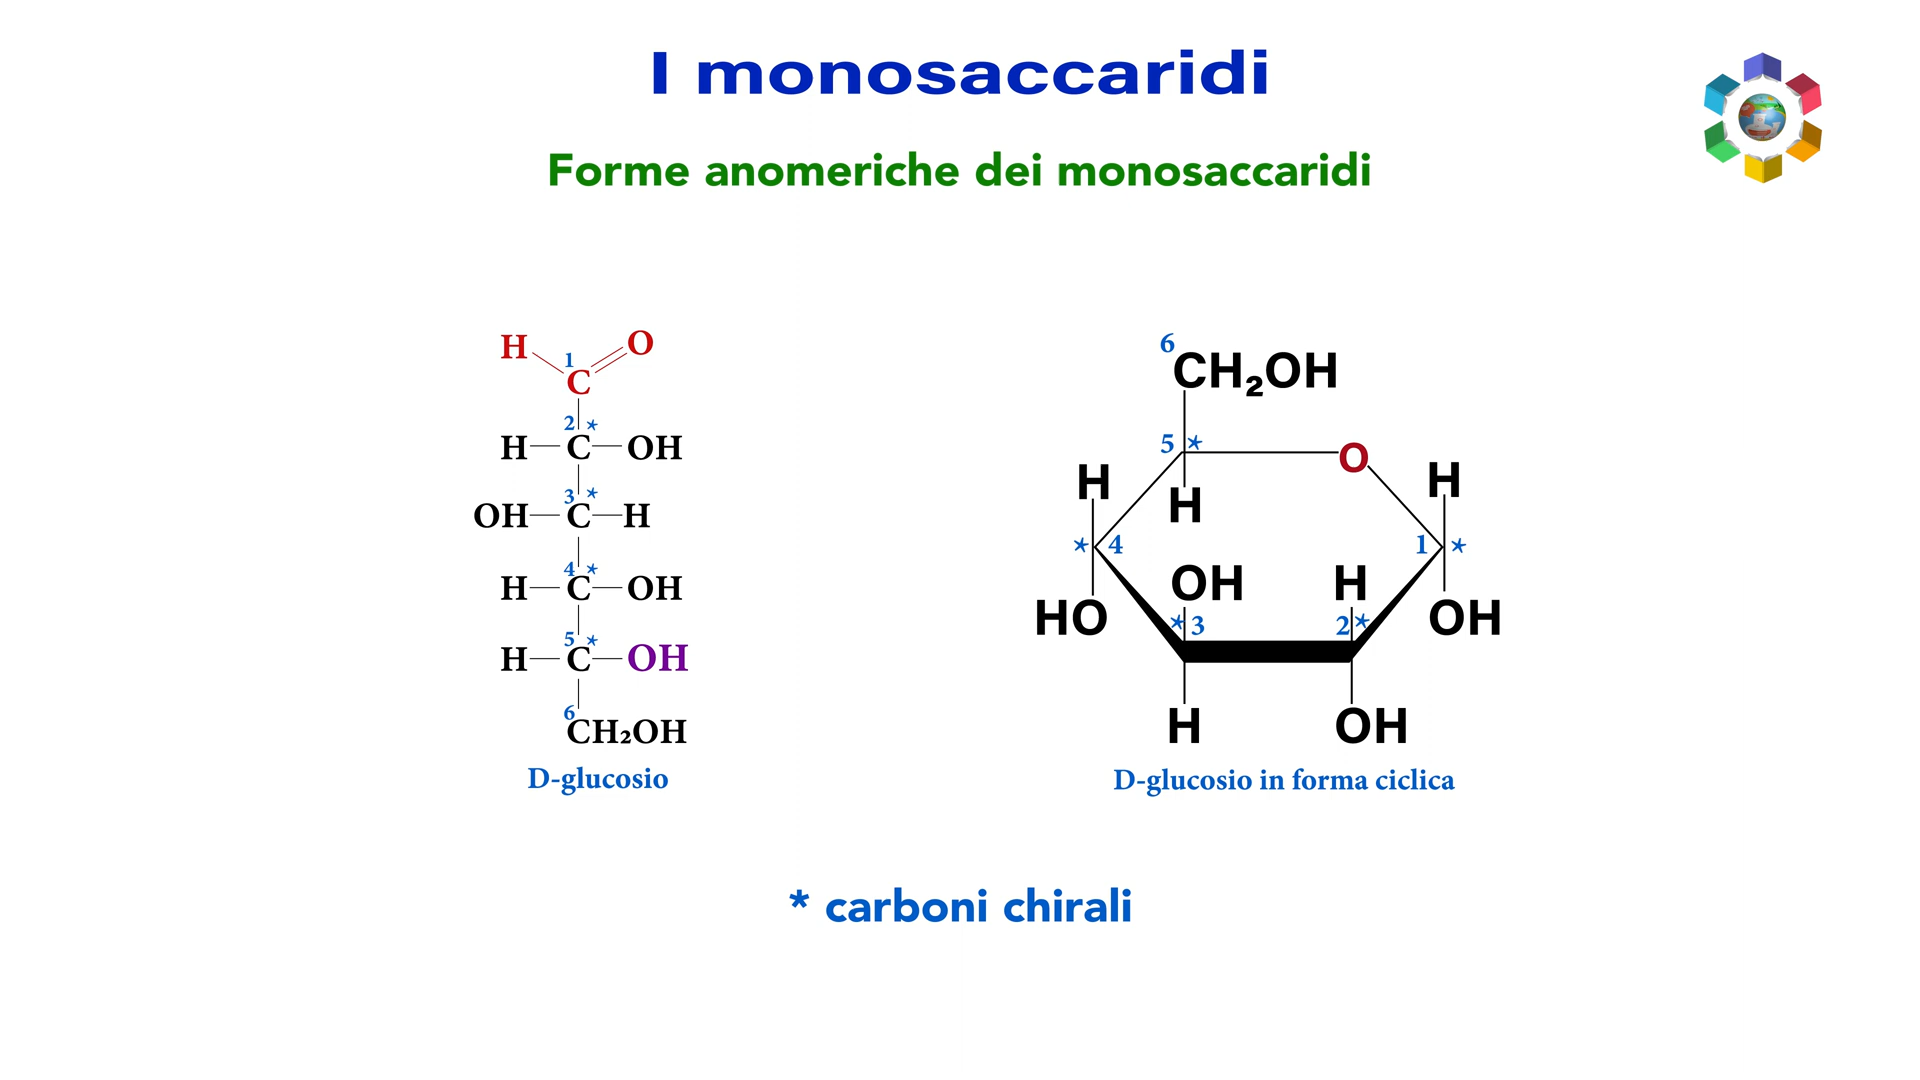 I monosaccaridi
Forme anomeriche dei monosaccaridi
H O
1
C
2 *
H C OH
3 *
OH C H
4 *
H C OH
5 *
H C OH
6
CH₂OH
D-glucosio
6
CH₂OH
5 * O
H H
H
* 4 1 *
OH H
HO OH
* 3 2 *
H OH
D-glucosio in forma ciclica
* carboni chirali